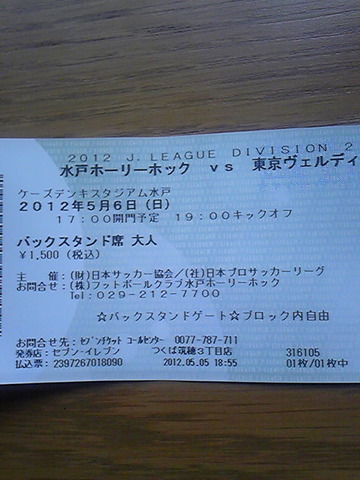 2012 J. LEAGUE DIVISION 2
水戸ホーリーホック vs 東京ヴェルディ
ケーズデンキスタジアム水戸
2012年5月6日(日)
17:00開門予定 19:00キックオフ
バックスタンド席 大人
¥1,500(税込)
主 催:(財)日本サッカー協会/(社)日本プロサッカーリーグ
お問合せ:(株)フットボールクラブ水戸ホーリーホック
Tel:029-212-7700
☆バックスタンドゲート☆ブロック内自由
お問合せ先:セブンチケット コールセンター 0077-787-711
発券店:セブン-イレブン つくば筑穂3丁目店 316105
払込票:2397267018090 2012.05.05 18:55 01枚/01枚中